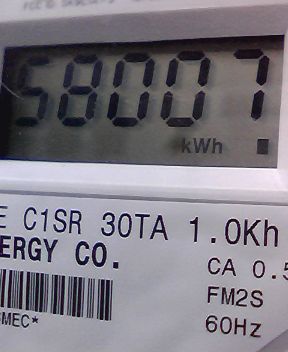 58007
kWh
E C1SR 30TA 1.0Kh
ERGY CO.
CA 0.5
FM2S
60Hz
MEC*